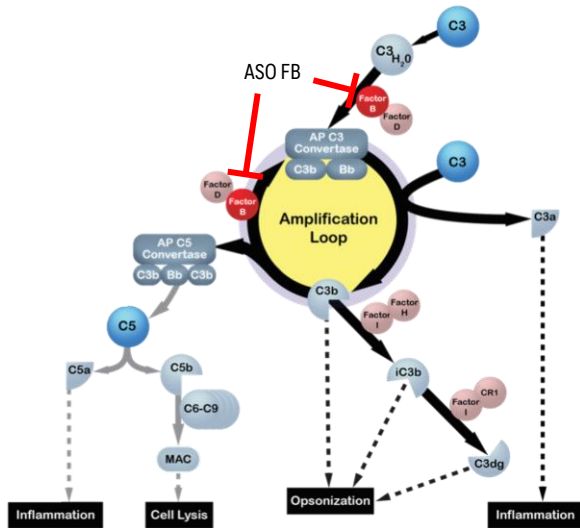 C3
C3
H20
ASO FB
Factor
B
Factor
D
AP C3
Convertase
C3b
Bb
C3
Factor
D
Factor
B
Amplification
Loop
C3a
AP C5
Convertase
C3b
Bb
C3b
C3b
Factor
I
Factor
H
C5
C5a
C5b
iC3b
CR1
Factor
I
C6-C9
MAC
C3dg
Inflammation
Cell Lysis
Opsonization
Inflammation